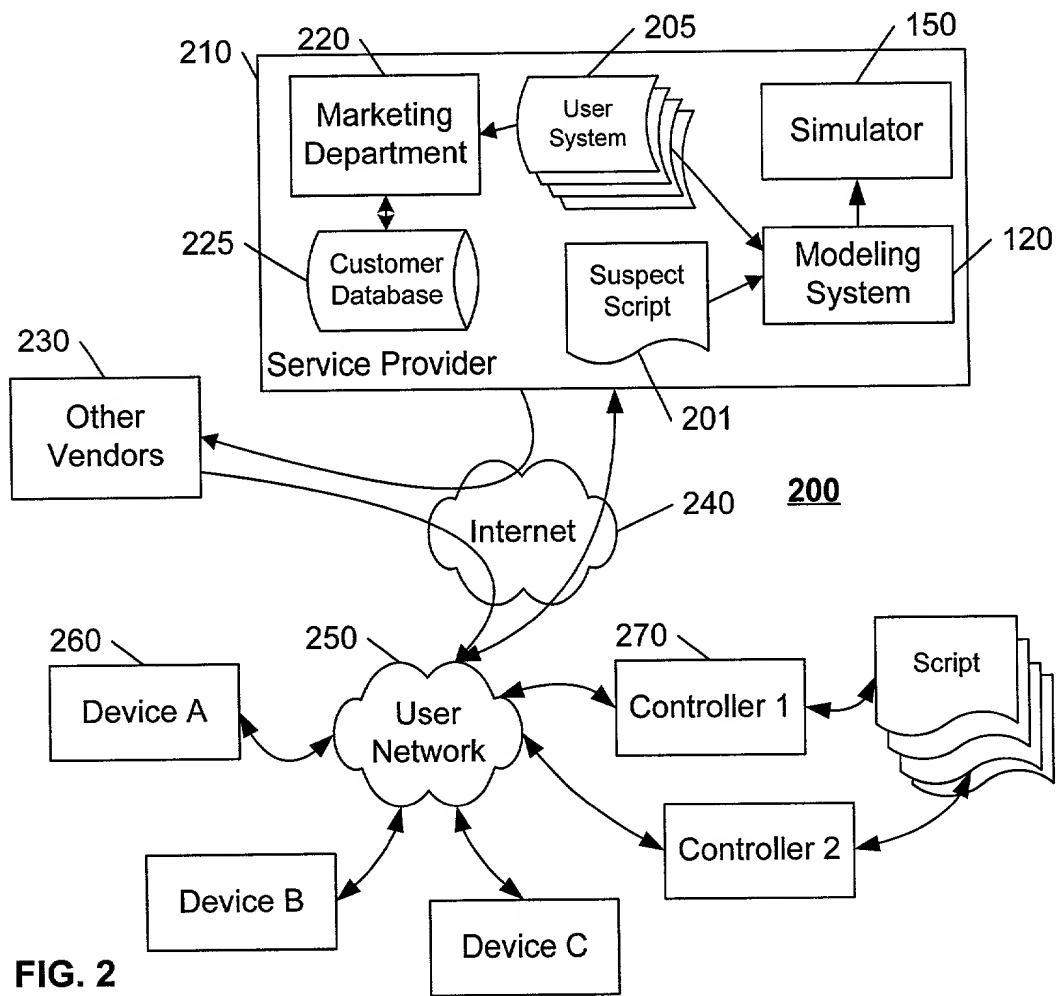 220
205
150
210
Marketing
Department
User
System
Simulator
225
Customer
Database
Suspect
Script
Modeling
System
120
Service Provider
230
201
Other
Vendors
200
240
Internet
260
250
270
Device A
User
Network
Controller 1
Script
Controller 2
Device B
Device C
FIG. 2